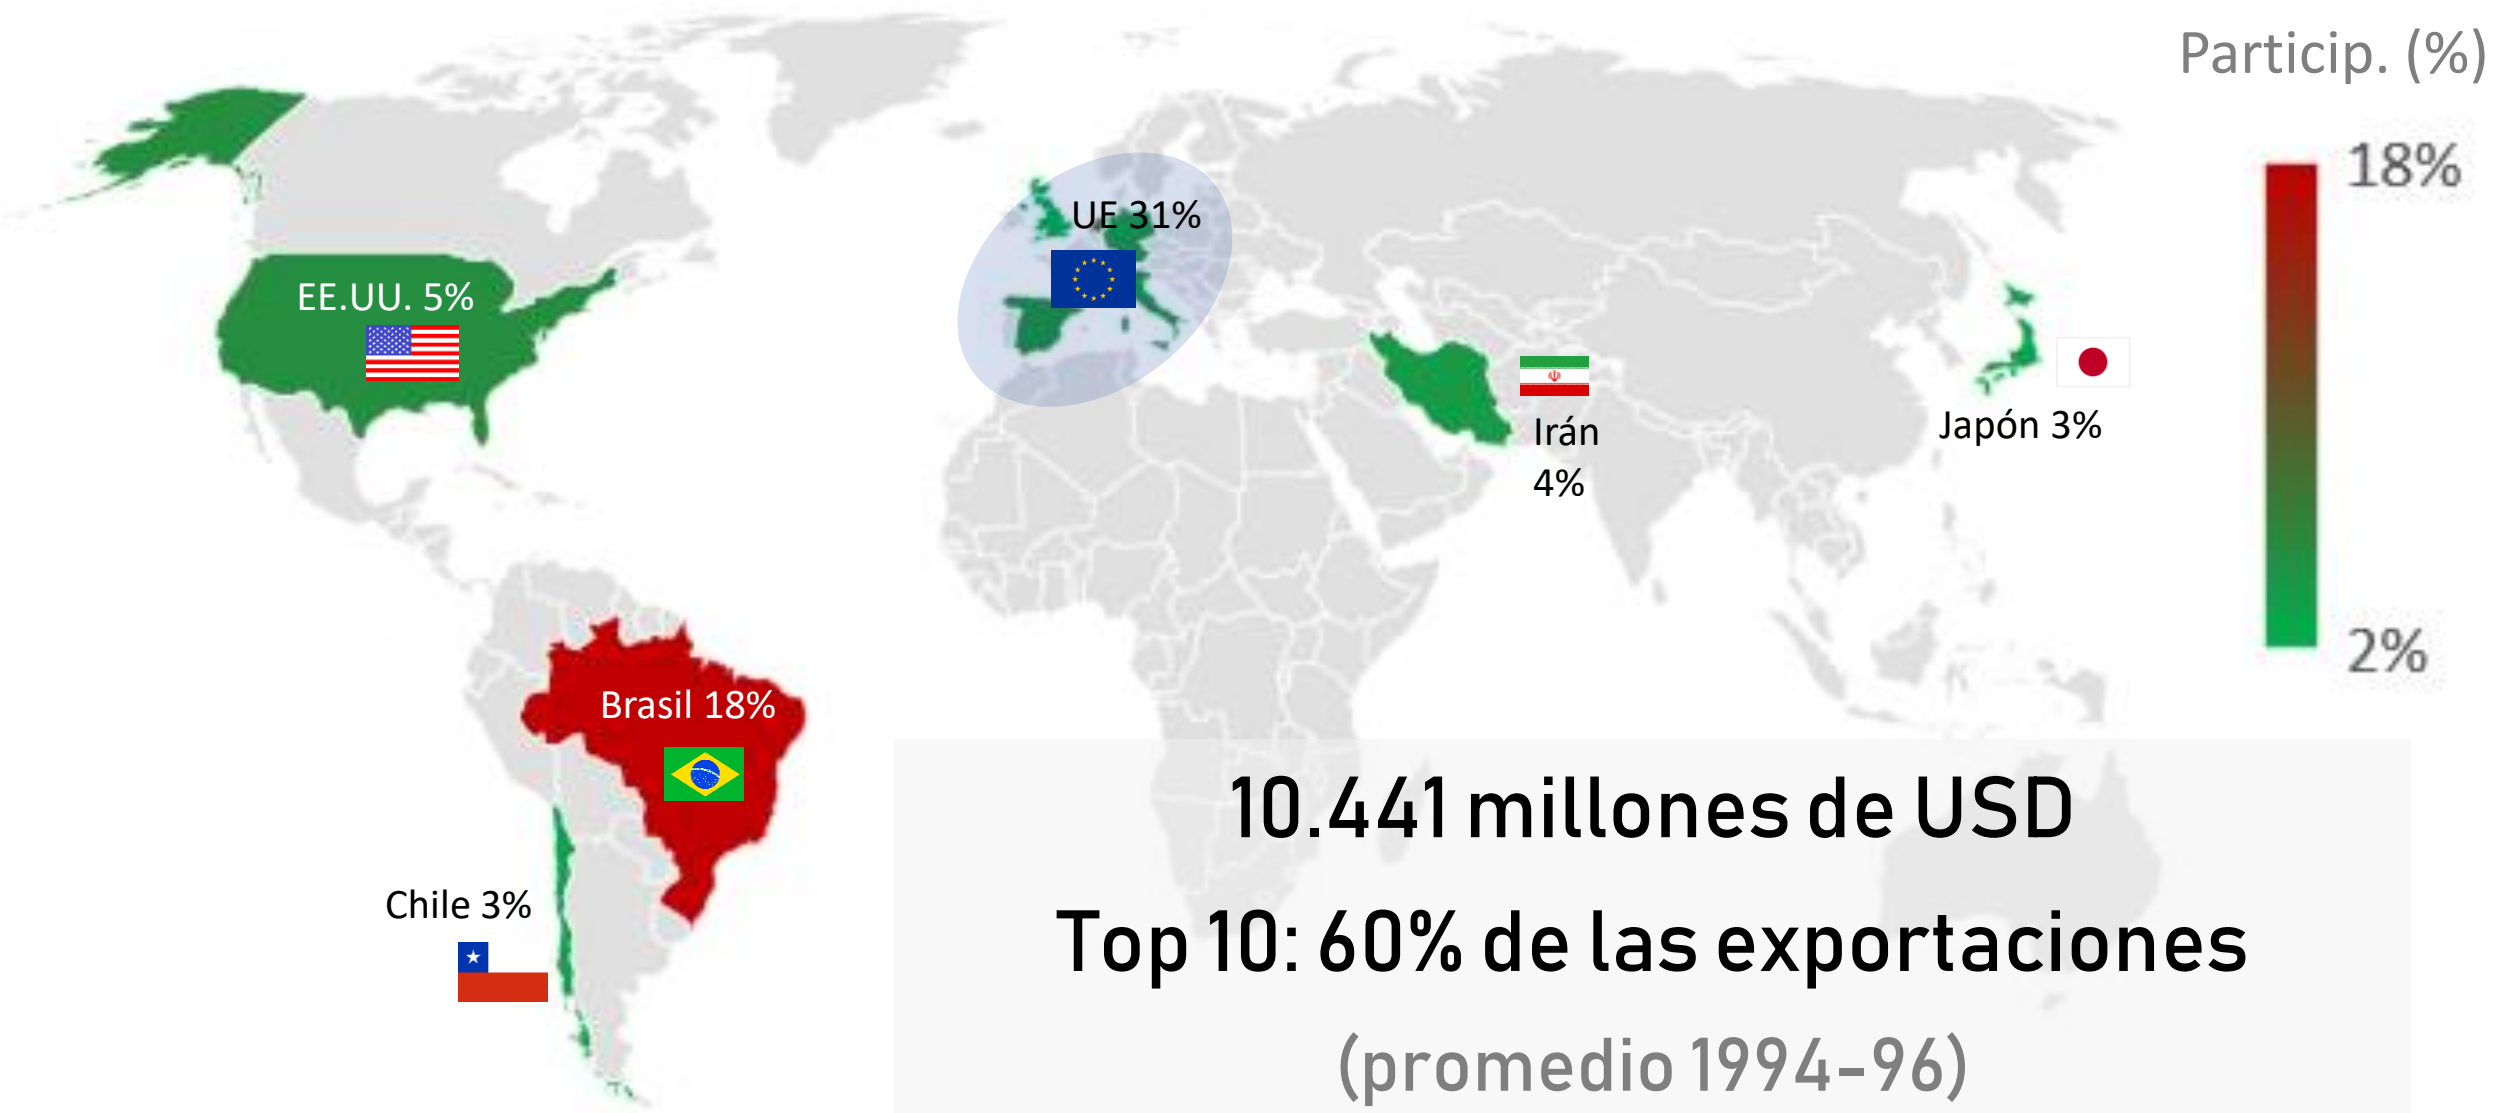 Particip. (%)
18%
2%
UE 31%
EE.UU. 5%
Irán
4%
Japón 3%
Brasil 18%
Chile 3%
10.441 millones de USD
Top 10: 60% de las exportaciones
(promedio 1994-96)